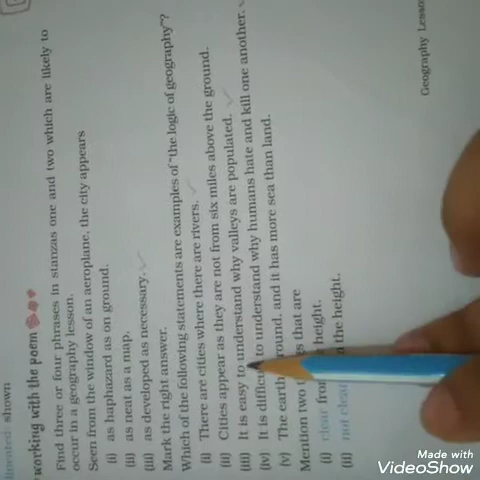 shown
working with the poem
Find three or four phrases in stanzas one and two which are likely to
occur in a geography lesson.
Seen from the window of an aeroplane, the city appears
(i) as haphazard as on ground.
(ii) as neat as a map.
(iii) as developed as necessary.
Mark the right answer.
Which of the following statements are examples of "the logic of geography"?
(i) There are cities where there are rivers.
(ii) Cities appear as they are not from six miles above the ground.
(iii) It is easy to understand why valleys are populated.
(iv) It is difficult to understand why humans hate and kill one another.
(v) The earth round, and it has more sea than land.
Mention two that are
(i) clear from height.
(ii) not clear the height.
Geography
Made with
VideoShow